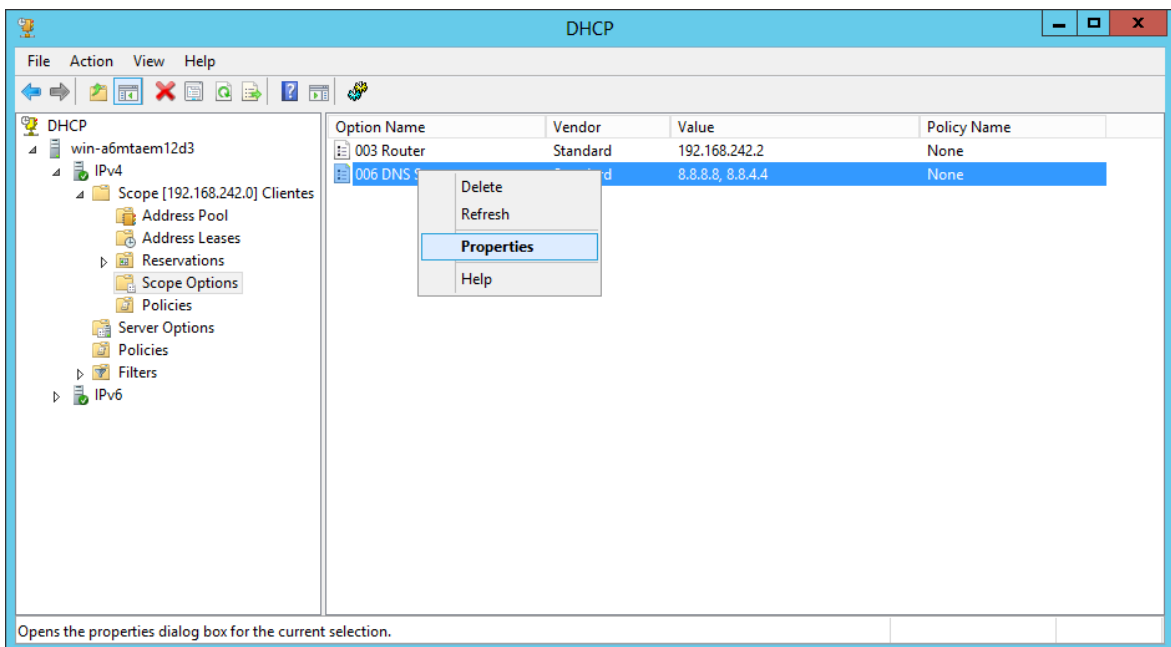 DHCP
File Action View Help
DHCP
win-a6mtaem12d3
IPv4
Scope [192.168.242.0] Clientes
Address Pool
Address Leases
Reservations
Scope Options
Policies
Server Options
Policies
Filters
IPv6
Option Name Vendor Value Policy Name
003 Router Standard 192.168.242.2 None
006 DNS 8.8.8.8, 8.8.4.4 None
Delete
Refresh
Properties
Help
Opens the properties dialog box for the current selection.